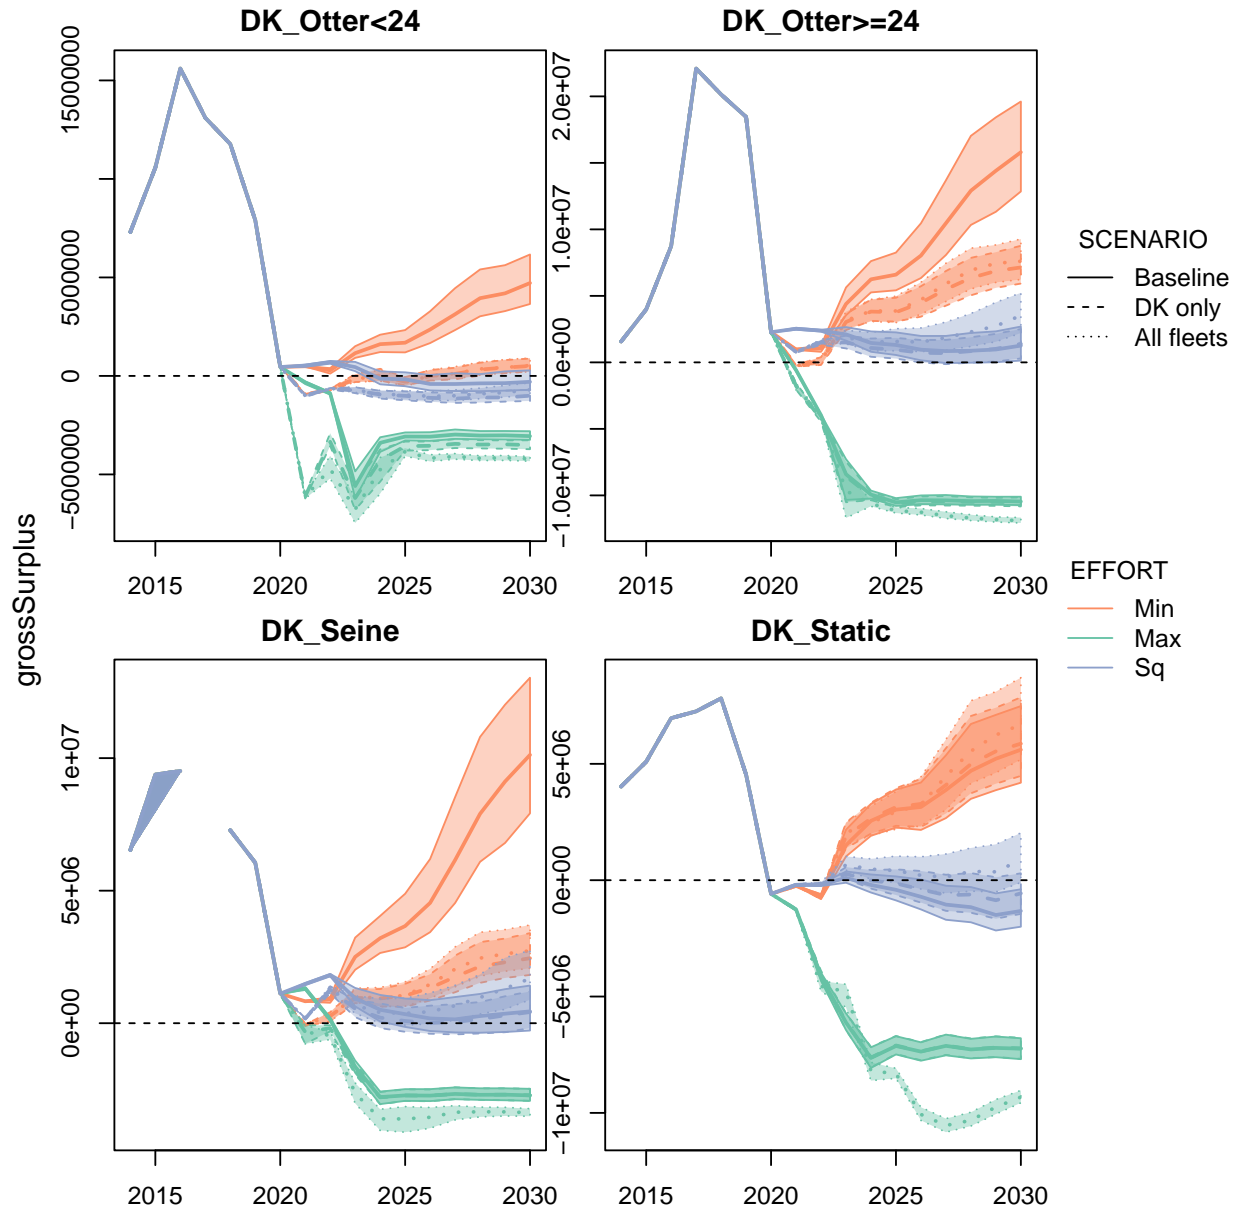 DK_Otter<24
DK_Otter>=24
15000000
5000000
0
−5000000
2.0e+07
1.0e+07
0.0e+00
−1.0e+07
2015 2020 2025 2030
2015 2020 2025 2030
SCENARIO
Baseline
DK only
All fleets
grossSurplus
EFFORT
Min
Max
Sq
DK_Seine
DK_Static
1e+07
5e+06
0e+00
5e+06
0e+00
−5e+06
−1e+07
2015 2020 2025 2030
2015 2020 2025 2030